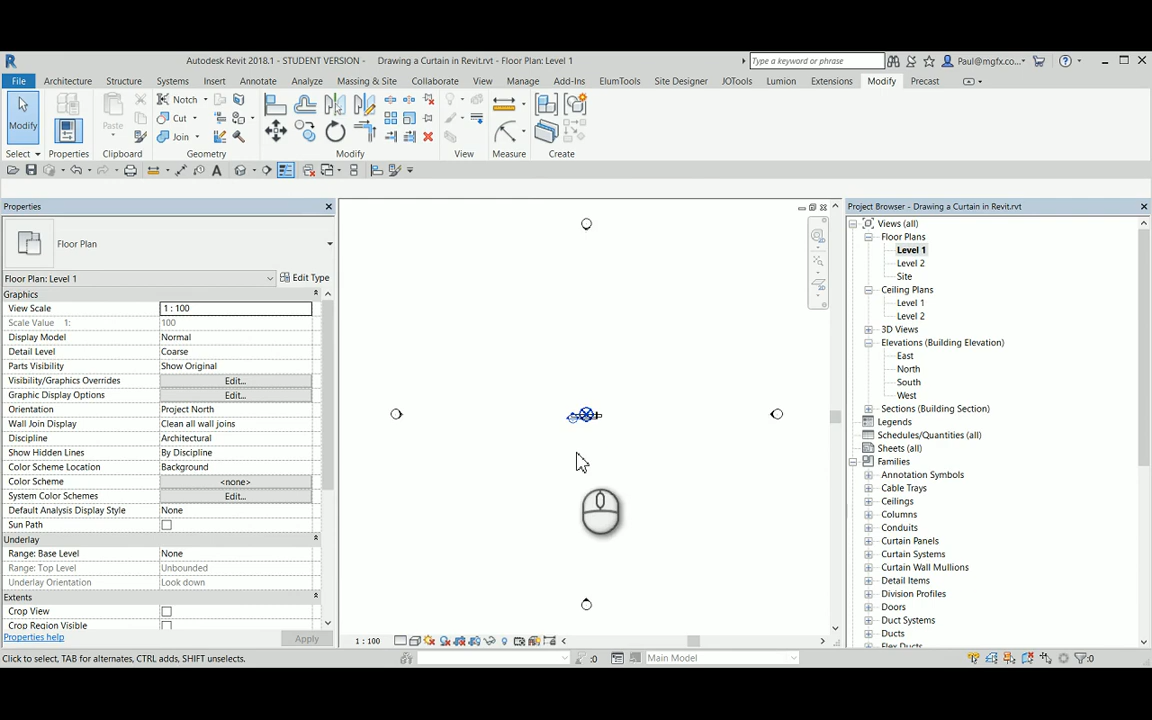 Autodesk Revit 2018.1 - STUDENT VERSION - Drawing a Curtain in Revit.rvt - Floor Plan: Level 1
Type a keyword or phrase
Paul@mgfx.co...
File Architecture Structure Systems Insert Annotate Analyze Massing & Site Collaborate View Manage Add-Ins ElumTools Site Designer JOTools Lumion Extensions Modify Precast
Modify
Paste
Notch
Cut
Join
Select Properties Clipboard Geometry Modify View Measure Create
Properties
Floor Plan
Floor Plan: Level 1 Edit Type
Graphics
View Scale 1 : 100
Scale Value 1: 100
Display Model Normal
Detail Level Coarse
Parts Visibility Show Original
Visibility/Graphics Overrides Edit...
Graphic Display Options Edit...
Orientation Project North
Wall Join Display Clean all wall joins
Discipline Architectural
Show Hidden Lines By Discipline
Color Scheme Location Background
Color Scheme <none>
System Color Schemes Edit...
Default Analysis Display Style None
Sun Path
Underlay
Range: Base Level None
Range: Top Level Unbounded
Underlay Orientation Look down
Extents
Crop View
Crop Region Visible
Properties help Apply
1 : 100
Project Browser - Drawing a Curtain in Revit.rvt
Views (all)
Floor Plans
Level 1
Level 2
Site
Ceiling Plans
Level 1
Level 2
3D Views
Elevations (Building Elevation)
East
North
South
West
Sections (Building Section)
Legends
Schedules/Quantities (all)
Sheets (all)
Families
Annotation Symbols
Cable Trays
Ceilings
Columns
Conduits
Curtain Panels
Curtain Systems
Curtain Wall Mullions
Detail Items
Division Profiles
Doors
Duct Systems
Ducts
Flex Ducts
Click to select, TAB for alternates, CTRL adds, SHIFT unselects. :0 Main Model :0